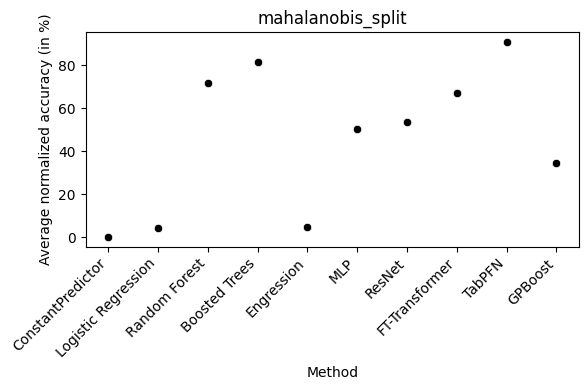 mahalanobis_split
Average normalized accuracy (in %)
80
60
40
20
0
ConstantPredictor
Logistic Regression
Random Forest
Boosted Trees
Engression
MLP
ResNet
FT-Transformer
TabPFN
GPBoost
Method